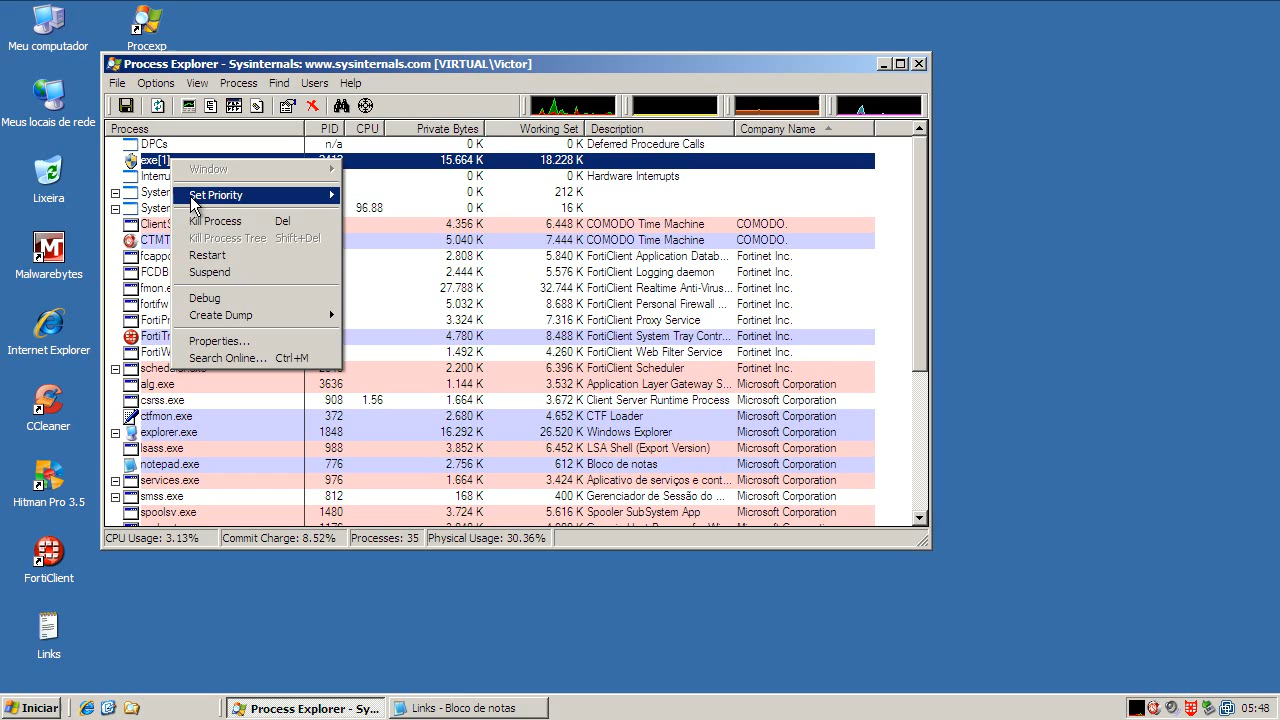 Meu computador
Procexp
Process Explorer - Sysinternals: www.sysinternals.com [VIRTUAL\Victor]
File Options View Process Find Users Help
Process PID CPU Private Bytes Working Set Description Company Name
DPCs n/a 0 K 0 K Deferred Procedure Calls
exe[1] 15.664 K 18.228 K
0 K 0 K Hardware Interrupts
System 0 K 212 K
System 96.88 0 K 16 K
4.356 K 6.448 K COMODO Time Machine COMODO.
CTMT 5.040 K 7.444 K COMODO Time Machine COMODO.
fcappd 2.808 K 5.840 K FortiClient Application Datab... Fortinet Inc.
FCDB 2.444 K 5.576 K FortiClient Logging daemon Fortinet Inc.
fmon.e 27.788 K 32.744 K FortiClient Realtime Anti-Virus... Fortinet Inc.
fortifw 5.032 K 7.224 K FortiClient Personal Firewall ... Fortinet Inc.
FortiPr 3.324 K 7.316 K FortiClient Proxy Service Fortinet Inc.
FortiTr 4.780 K 8.488 K FortiClient System Tray Contr... Fortinet Inc.
FortiW 1.492 K 4.260 K FortiClient Web Filter Service Fortinet Inc.
scheduler.exe 2.200 K 6.396 K FortiClient Scheduler Fortinet Inc.
alg.exe 3636 1.144 K 3.532 K Application Layer Gateway S... Microsoft Corporation
csrss.exe 908 1.56 1.664 K 3.672 K Client Server Runtime Process Microsoft Corporation
ctfmon.exe 372 2.680 K 4.652 K CTF Loader Microsoft Corporation
explorer.exe 1848 16.292 K 26.520 K Windows Explorer Microsoft Corporation
lsass.exe 988 3.852 K 6.452 K LSA Shell (Export Version) Microsoft Corporation
notepad.exe 776 2.756 K 612 K Bloco de notas Microsoft Corporation
services.exe 976 1.664 K 3.424 K Aplicativo de serviços e cont... Microsoft Corporation
smss.exe 812 168 K 400 K Gerenciador de Sessão do ... Microsoft Corporation
spoolsv.exe 1480 3.724 K 5.616 K Spooler SubSystem App Microsoft Corporation
CPU Usage: 3.13% Commit Charge: 8.52% Processes: 35 Physical Usage: 30.36%
Window
Set Priority
Kill Process Del
Kill Process Tree Shift+Del
Restart
Suspend
Debug
Create Dump
Properties...
Search Online... Ctrl+M
Meus locais de rede
Lixeira
Malwarebytes
Internet Explorer
CCleaner
Hitman Pro 3.5
FortiClient
Links
Iniciar Process Explorer - Sy... Links - Bloco de notas 05:48